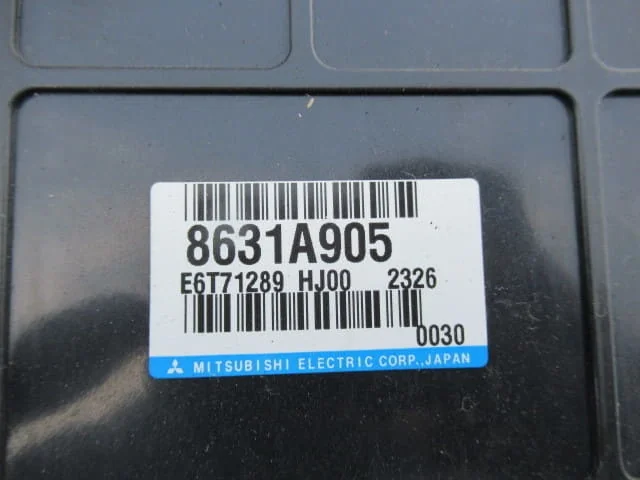 8631A905
E6T71289 HJ00 2326
0030
MITSUBISHI ELECTRIC CORP.,JAPAN